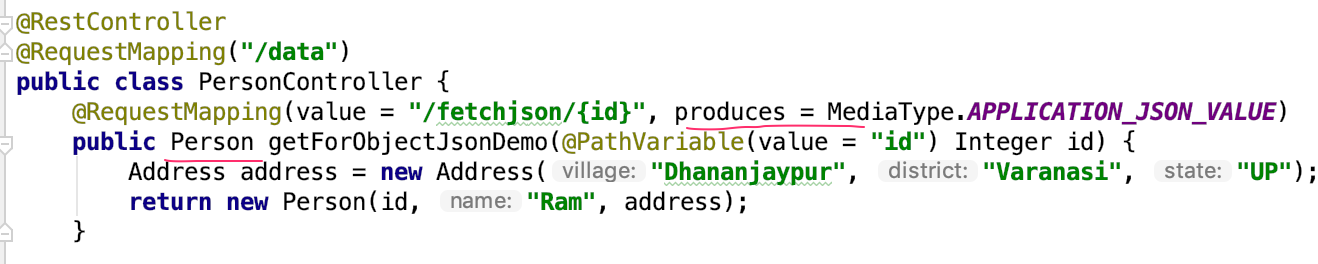 @RestController
@RequestMapping("/data")
public class PersonController {
@RequestMapping(value = "/fetchjson/{id}", produces = MediaType.APPLICATION_JSON_VALUE)
public Person getForObjectJsonDemo(@PathVariable(value = "id") Integer id) {
Address address = new Address( village: "Dhananjaypur", district: "Varanasi", state: "UP");
return new Person(id, name: "Ram", address);
}